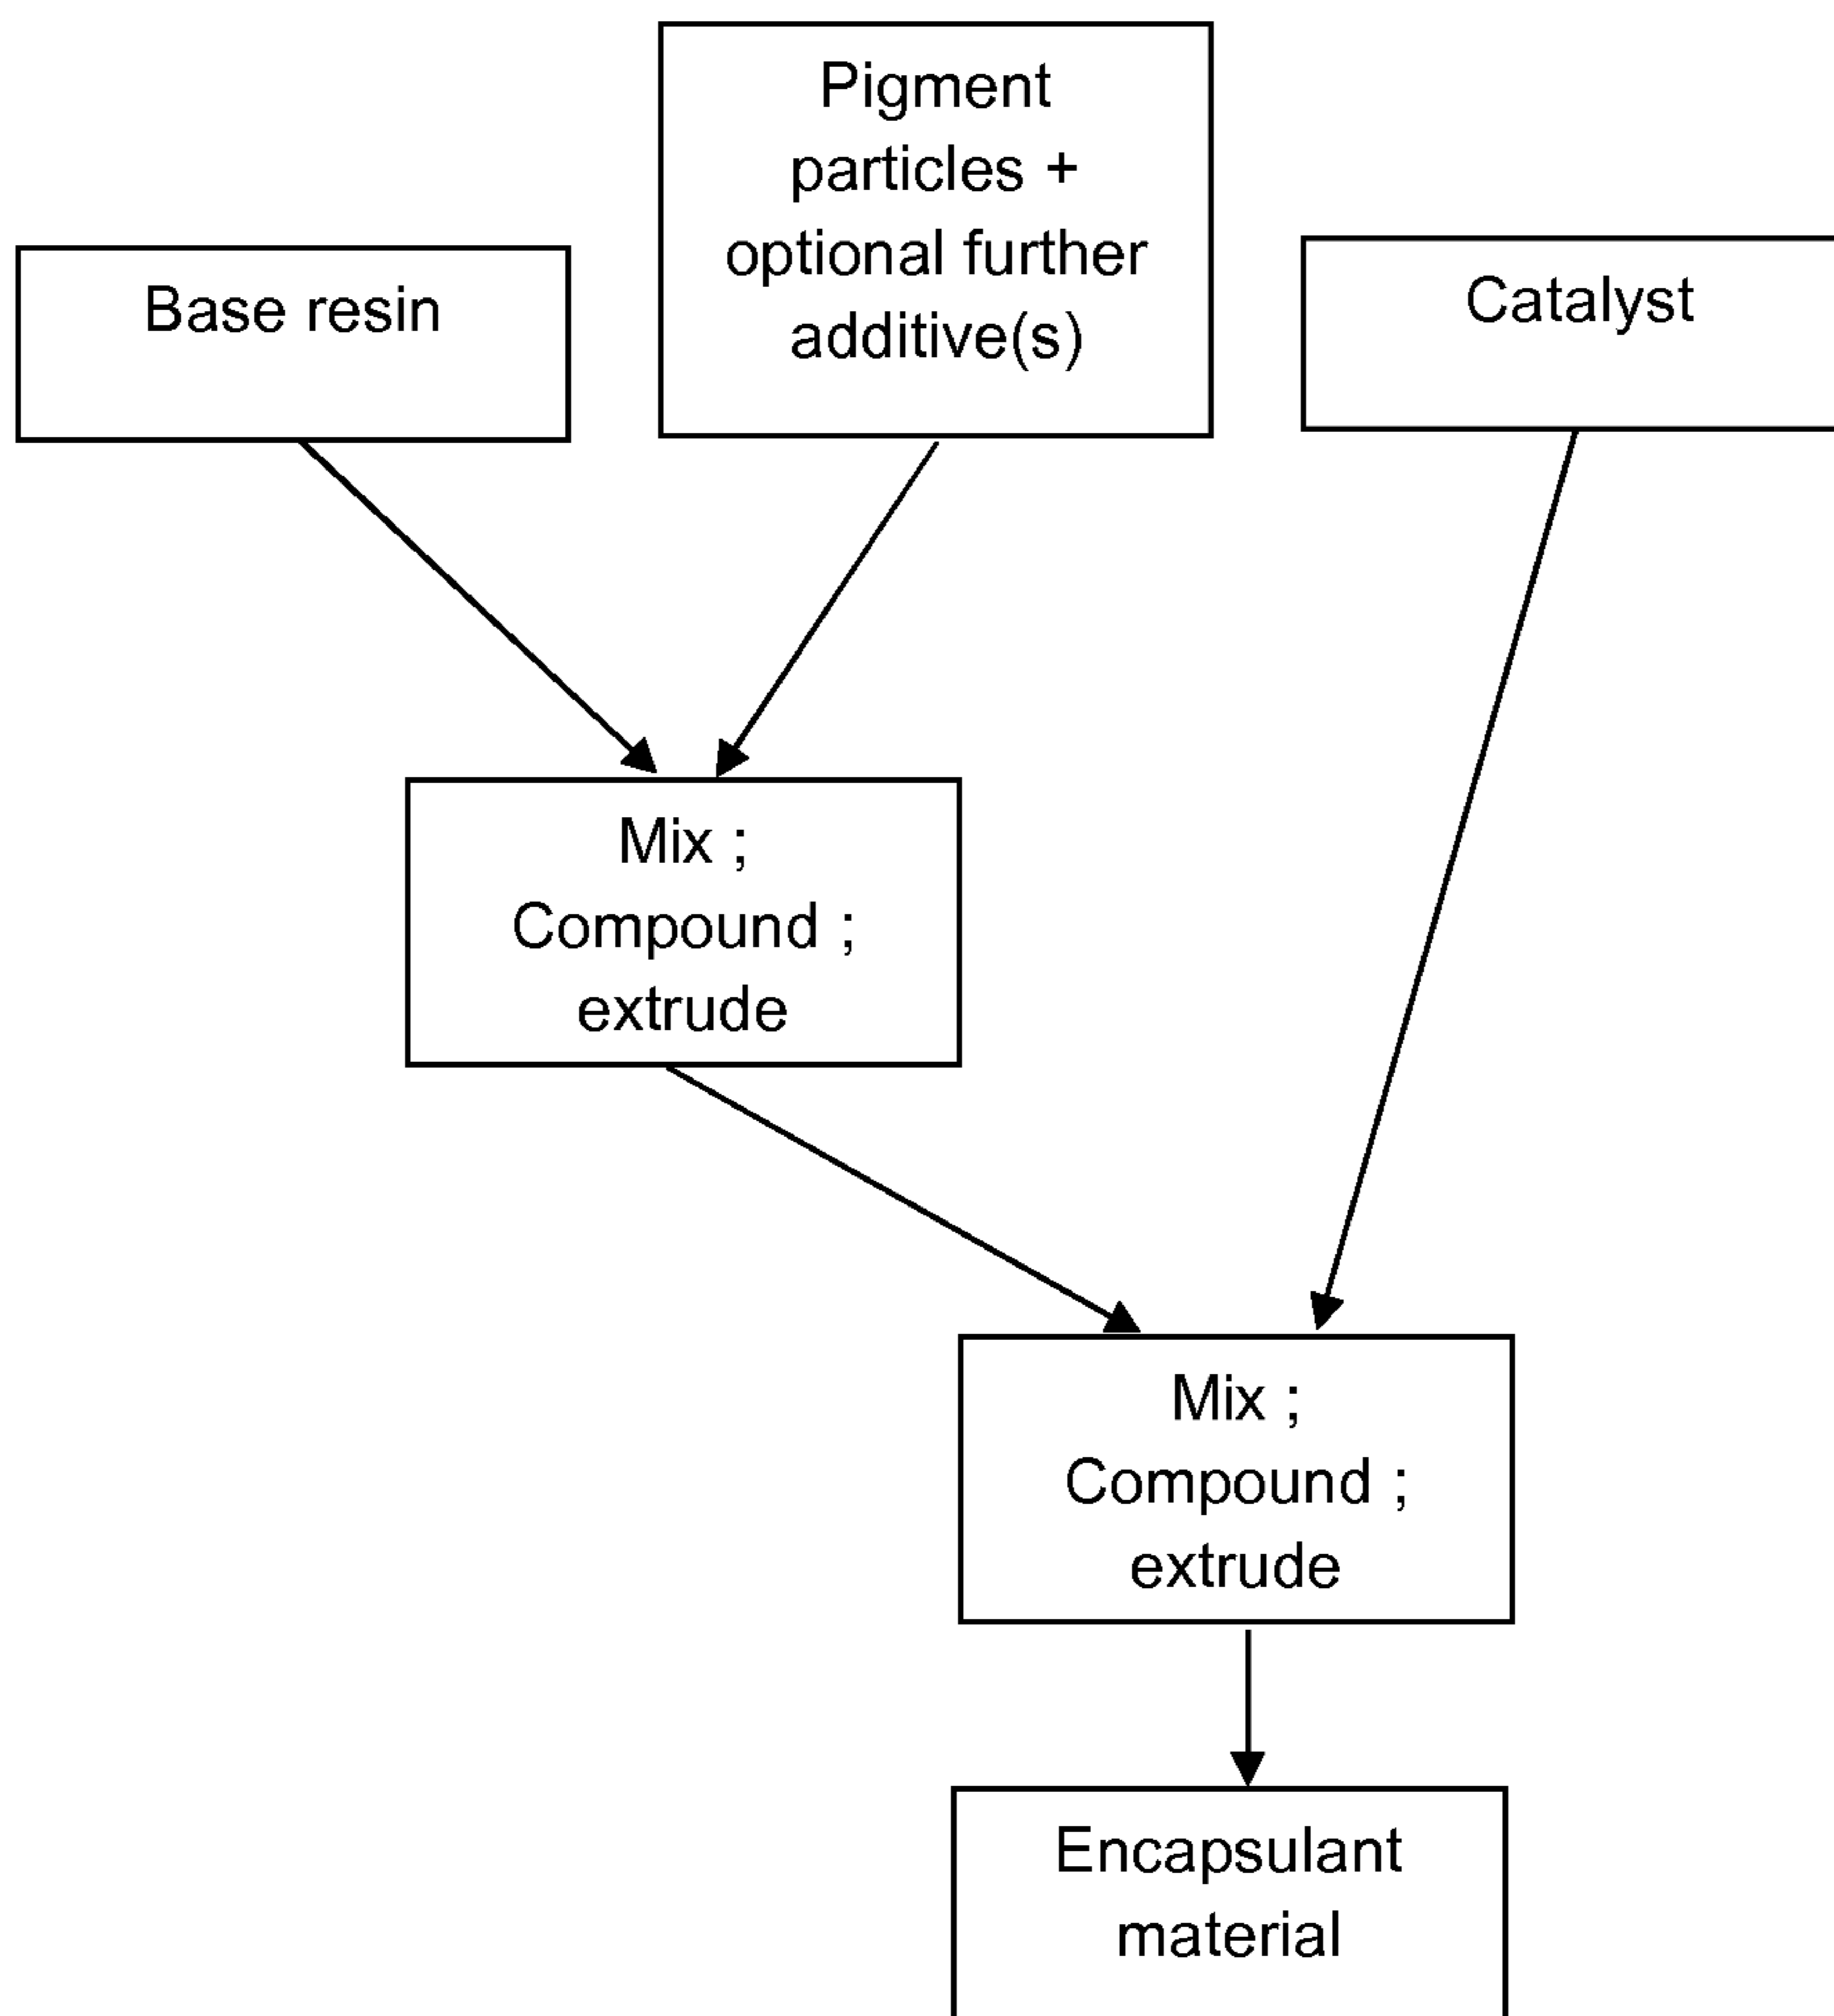 Pigment
particles +
optional further
additive(s)
Base resin
Catalyst
Mix ;
Compound ;
extrude
Mix ;
Compound ;
extrude
Encapsulant
material